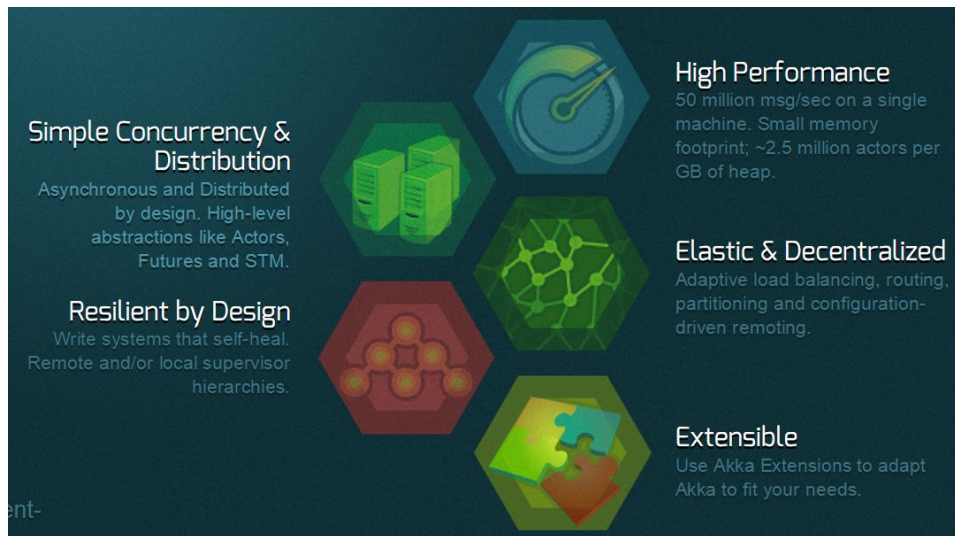 Simple Concurrency &
Distribution
Asynchronous and Distributed
by design. High-level
abstractions like Actors,
Futures and STM.
Resilient by Design
Write systems that self-heal.
Remote and/or local supervisor
hierarchies.
High Performance
50 million msg/sec on a single
machine. Small memory
footprint; ~2.5 million actors per
GB of heap.
Elastic & Decentralized
Adaptive load balancing, routing,
partitioning and configuration-
driven remoting.
Extensible
Use Akka Extensions to adapt
Akka to fit your needs.
ent-